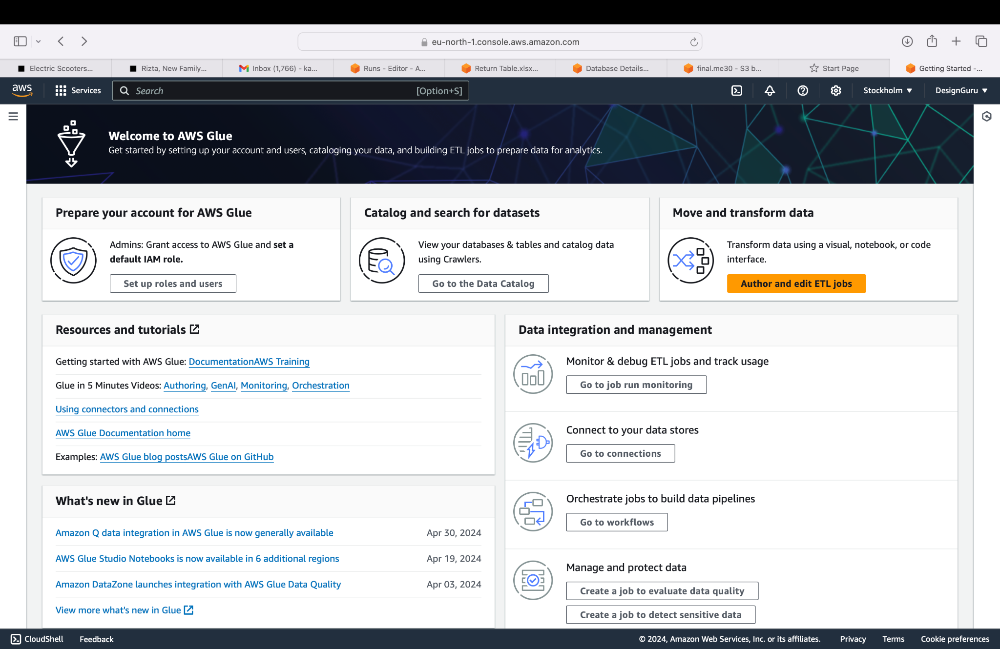 eu-north-1.console.aws.amazon.com
Electric Scooters...
Rizta, New Family...
Inbox (1,766) - ka...
Runs - Editor - A...
Return Table.xlsx...
Database Details...
final.me30 - S3 b...
Start Page
Getting Started -...
aws
Services
Search
[Option+S]
Stockholm
DesignGuru
Welcome to AWS Glue
Get started by setting up your account and users, cataloging your data, and building ETL jobs to prepare data for analytics.
Prepare your account for AWS Glue
Admins: Grant access to AWS Glue and set a
default IAM role.
Set up roles and users
Catalog and search for datasets
View your databases & tables and catalog data
using Crawlers.
Go to the Data Catalog
Move and transform data
Transform data using a visual, notebook, or code
interface.
Author and edit ETL jobs
Resources and tutorials
Getting started with AWS Glue: DocumentationAWS Training
Glue in 5 Minutes Videos: Authoring, GenAI, Monitoring, Orchestration
Using connectors and connections
AWS Glue Documentation home
Examples: AWS Glue blog postsAWS Glue on GitHub
What's new in Glue
Amazon Q data integration in AWS Glue is now generally available Apr 30, 2024
AWS Glue Studio Notebooks is now available in 6 additional regions Apr 19, 2024
Amazon DataZone launches integration with AWS Glue Data Quality Apr 03, 2024
View more what's new in Glue
Data integration and management
Monitor & debug ETL jobs and track usage
Go to job run monitoring
Connect to your data stores
Go to connections
Orchestrate jobs to build data pipelines
Go to workflows
Manage and protect data
Create a job to evaluate data quality
Create a job to detect sensitive data
CloudShell
Feedback
© 2024, Amazon Web Services, Inc. or its affiliates.
Privacy
Terms
Cookie preferences